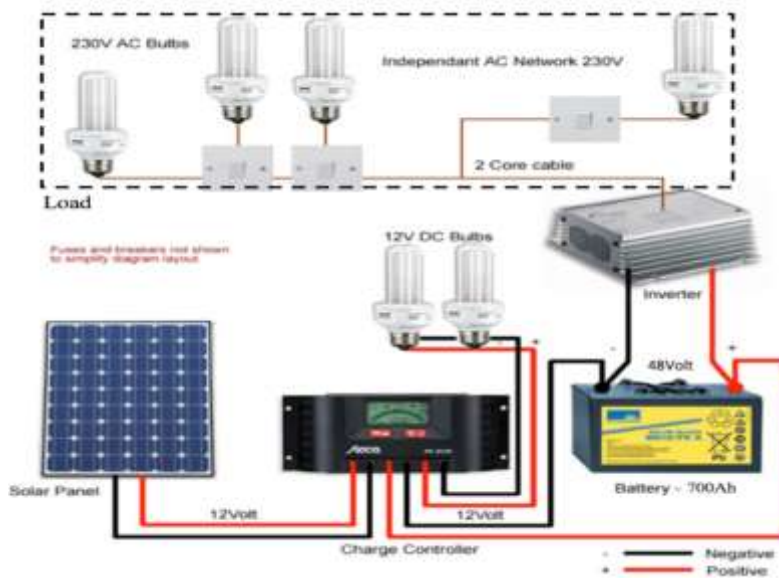 230V AC Bulbs
Independant AC Network 230V
2 Core cable
Load
Fuses and breakers not shown
to simplify diagram layout
12V DC Bulbs
Inverter
- +
- +
48Volt
Solar Panel
12Volt
12Volt
Battery - 700Ah
Charge Controller
- Negative
+ Positive